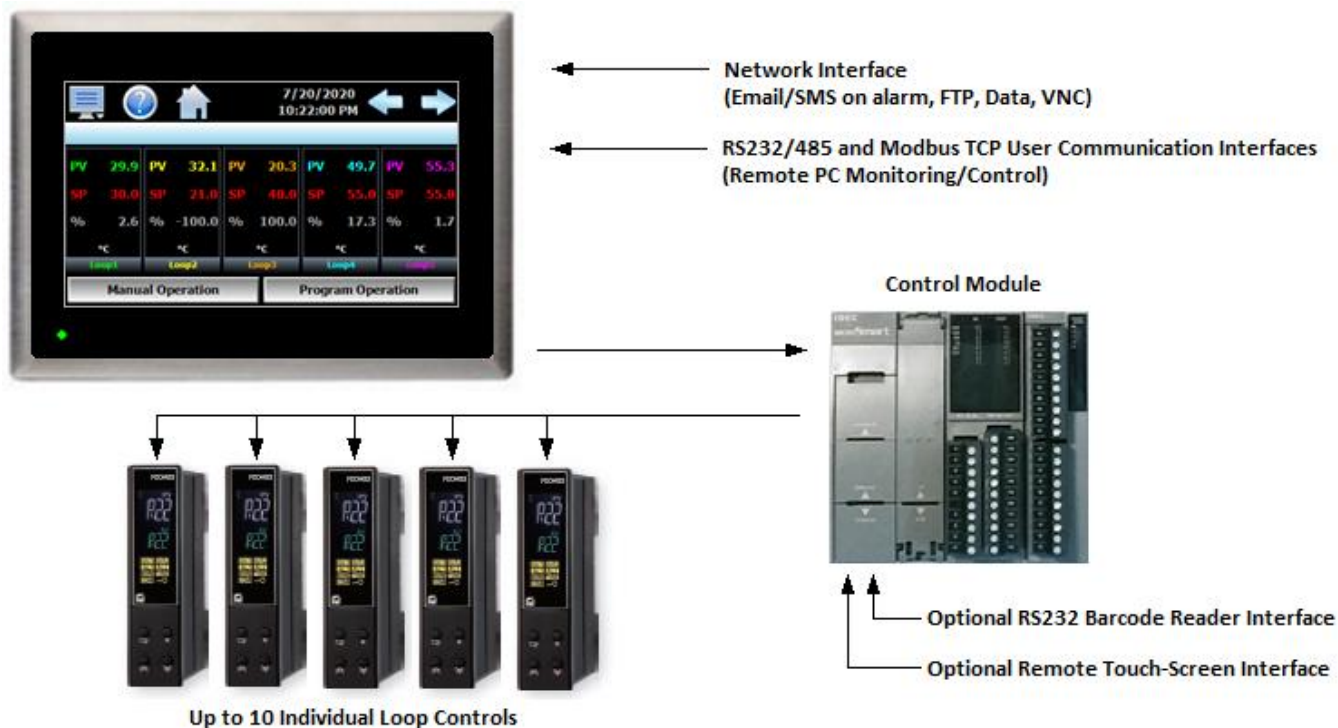 Network Interface
(Email/SMS on alarm, FTP, Data, VNC)
RS232/485 and Modbus TCP User Communication Interfaces
(Remote PC Monitoring/Control)
7/20/2020
10:22:00 PM
PV 29.9 PV 32.1 PV 20.3 PV 49.7 PV 55.3
SP 30.0 SP 21.0 SP 40.0 SP 55.0 SP 55.0
% 2.6 % -100.0 % 100.0 % 17.3 % 1.7
°C °C °C °C
Loop1 Loop2 Loop3 Loop4 Loop5
Manual Operation Program Operation
Control Module
IDEC
Smart
Optional RS232 Barcode Reader Interface
Optional Remote Touch-Screen Interface
Up to 10 Individual Loop Controls